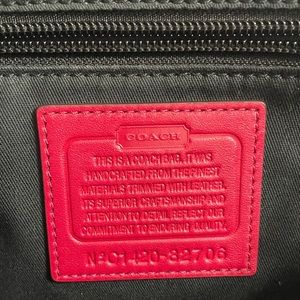 COACH
THIS IS A COACH BAG. IT WAS
HANDCRAFTED FROM THE FINEST
MATERIALS TRIMMED WITH LEATHER.
ITS SUPERIOR CRAFTSMANSHIP AND
ATTENTION TO DETAIL REFLECT OUR
COMMITMENT TO ENDURING QUALITY.
Nº C1420-82706